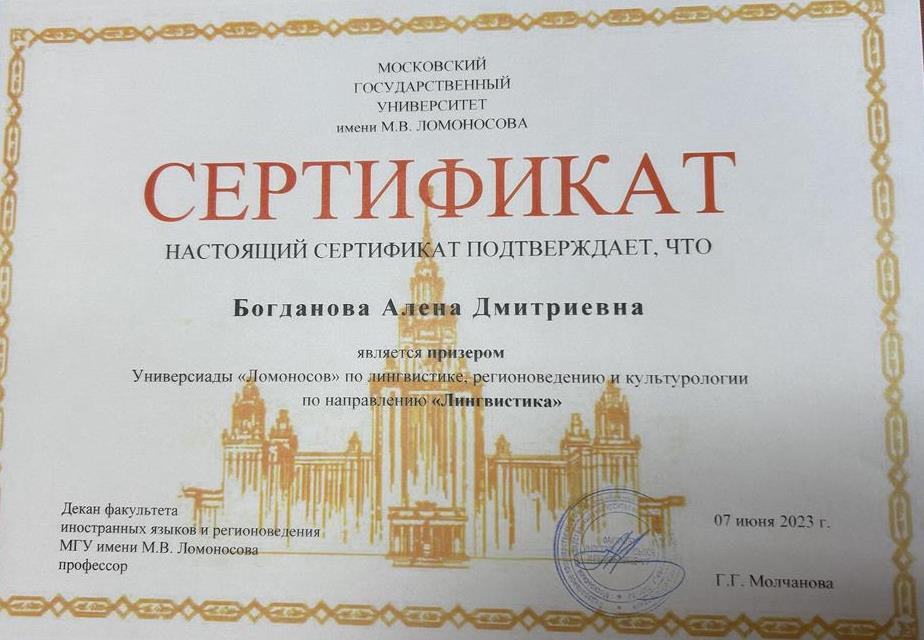 МОСКОВСКИЙ
ГОСУДАРСТВЕННЫЙ
УНИВЕРСИТЕТ
имени М.В. ЛОМОНОСОВА
СЕРТИФИКАТ
НАСТОЯЩИЙ СЕРТИФИКАТ ПОДТВЕРЖДАЕТ, ЧТО
Богданова Алена Дмитриевна
является призером
Универсиады «Ломоносов» по лингвистике, регионоведению и культурологии
по направлению «Лингвистика»
Декан факультета
иностранных языков и регионоведения
МГУ имени М.В. Ломоносова
профессор
07 июня 2023 г.
Г.Г. Молчанова